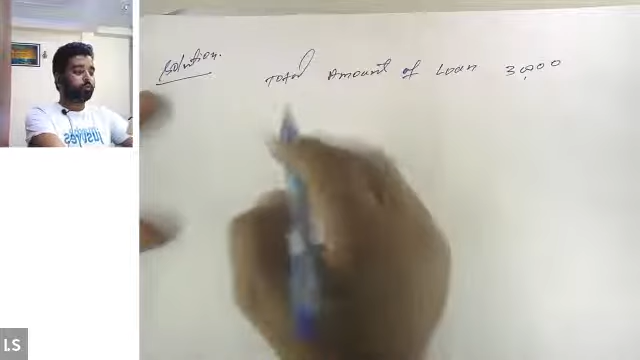 Solution.
Total Amount of Loan 3,000
I.S